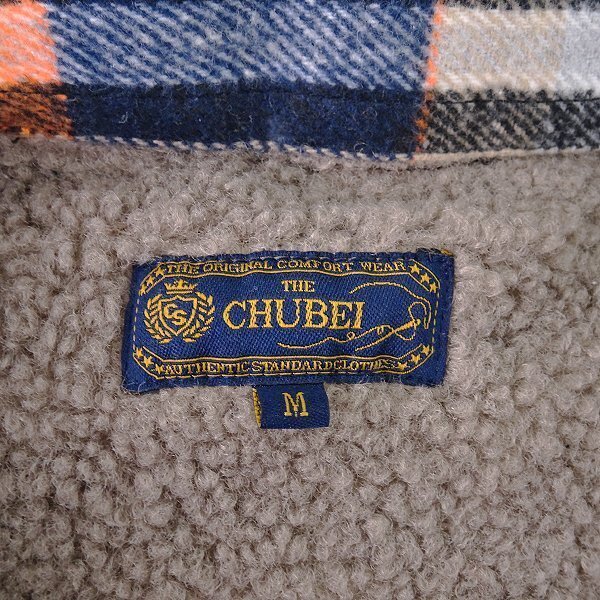 THE ORIGINAL COMFORT WEAR
THE
CHUBEI
CS
AUTHENTIC STANDARD CLOTHES
M